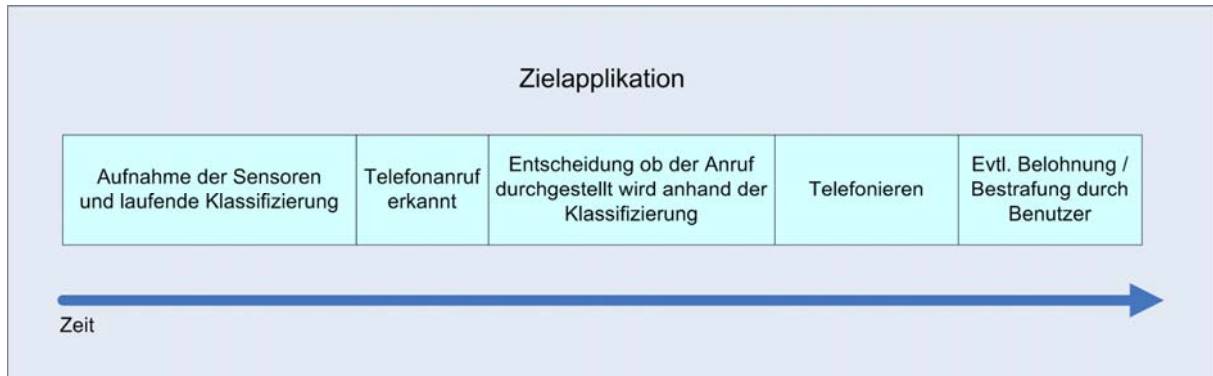 Zielapplikation
Aufnahme der Sensoren
und laufende Klassifizierung
Telefonanruf
erkannt
Entscheidung ob der Anruf
durchgestellt wird anhand der
Klassifizierung
Telefonieren
Evtl. Belohnung /
Bestrafung durch
Benutzer
Zeit